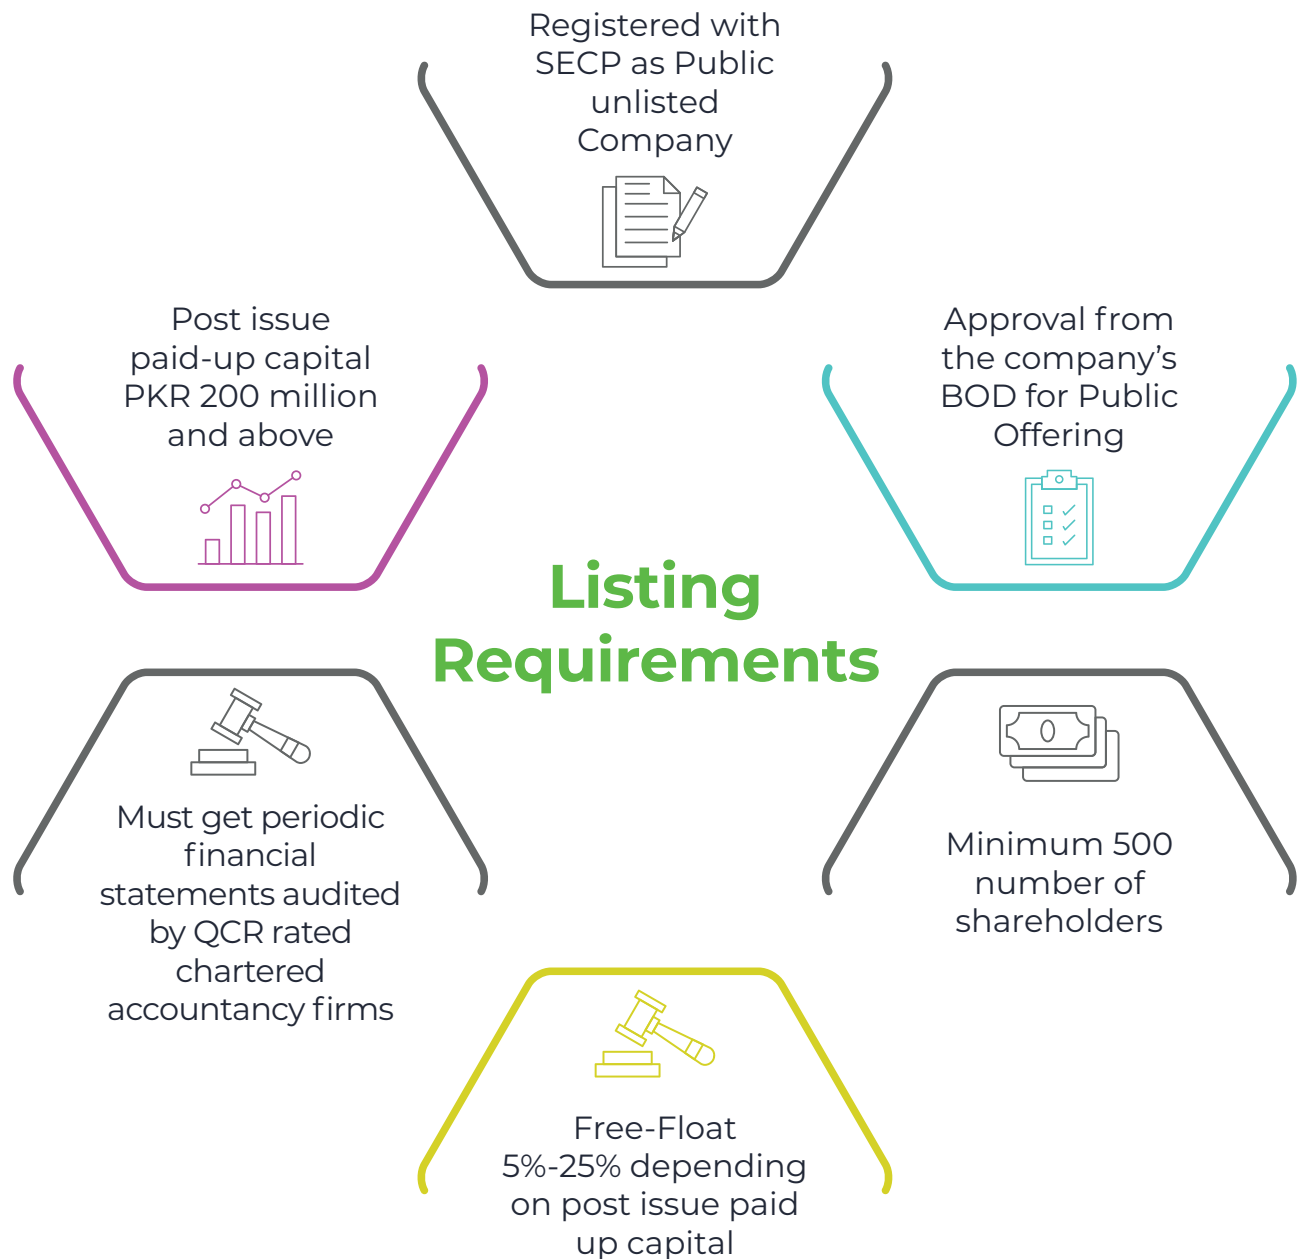 Registered with
SECP as Public
unlisted
Company
Post issue
paid-up capital
PKR 200 million
and above
Approval from
the company’s
BOD for Public
Offering
Listing
Requirements
Must get periodic
financial
statements audited
by QCR rated
chartered
accountancy firms
Minimum 500
number of
shareholders
Free-Float
5%-25% depending
on post issue paid
up capital